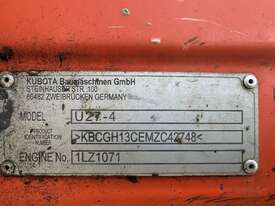 KUBOTA Baumaschinen GmbH
STEINHAUSER STR. 100
66482 ZWEIBRÜCKEN GERMANY
MODEL U27-4
PRODUCT
IDENTIFICATION
NUMBER >KBCGH13CEMZC42748<
ENGINE No. 1LZ1071